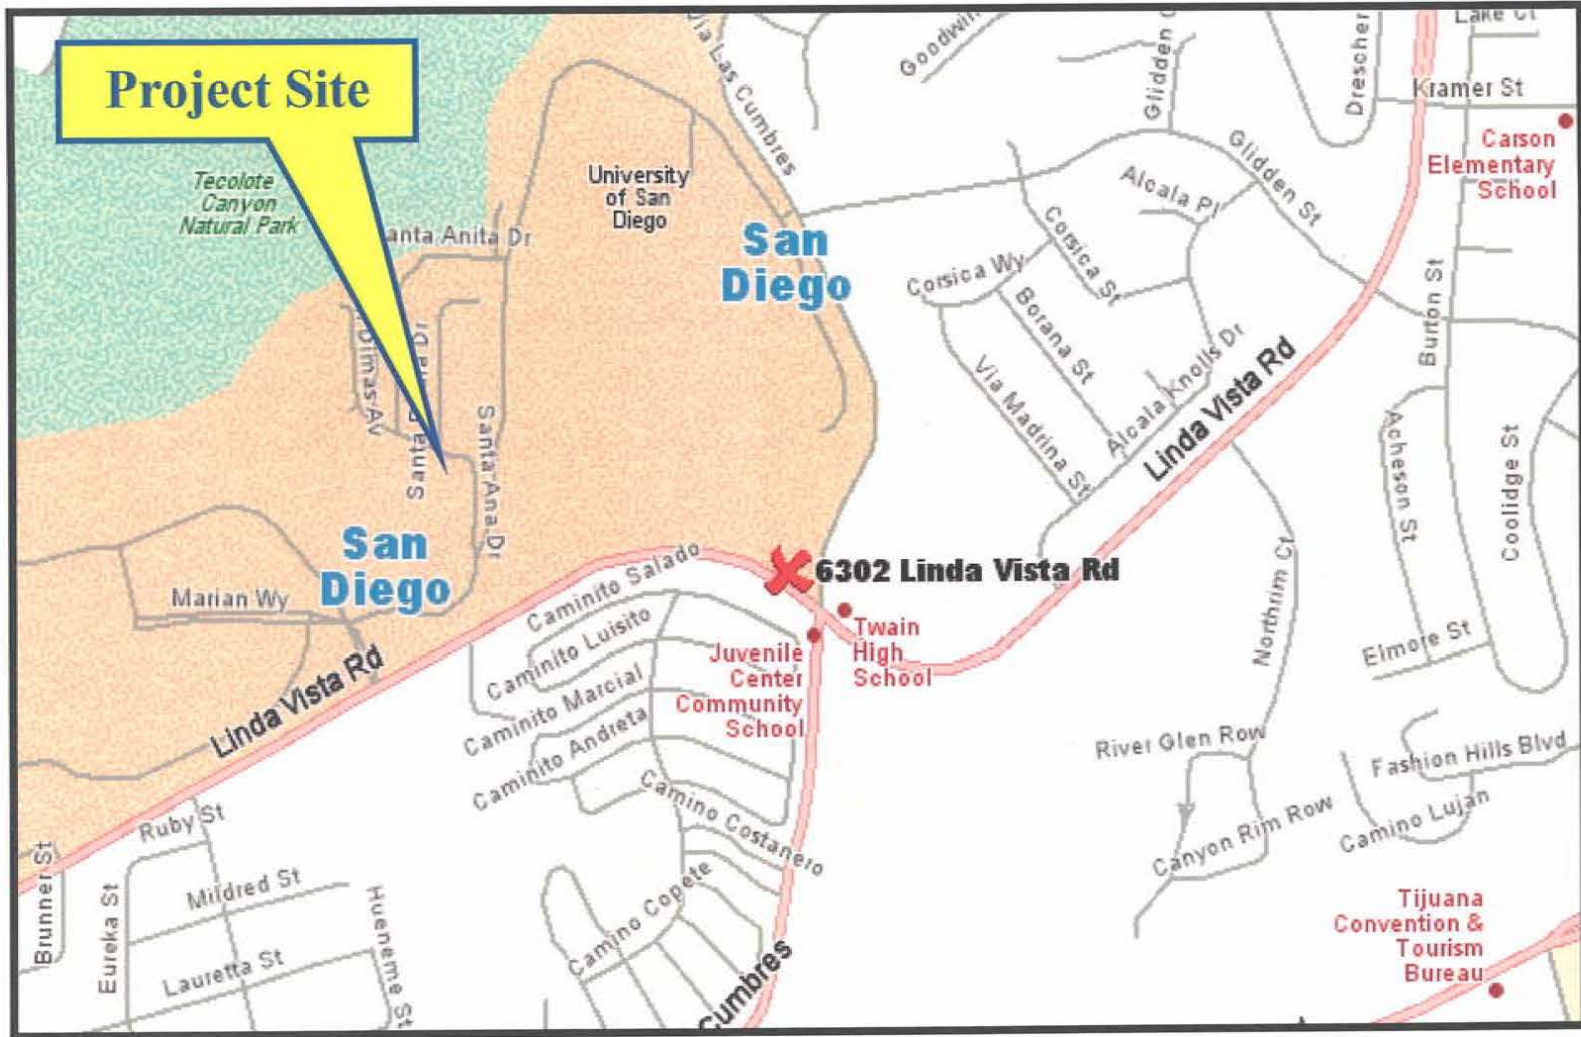 Project Site
Tecolote
Canyon
Natural Park
University
of San
Diego
San
Diego
Via Las Cumbres
Goodwin
Glidden
Drescher
Lake Ct
Kramer St
Carson
Elementary
School
Glidden St
Alcala Pl
Corsica St
Corsica Wy
Borana St
Via Madrina St
Alcala Knolls Dr
Linda Vista Rd
Burton St
Acheson St
Coolidge St
Elmore St
anta Anita Dr
Dimas Av
Santa
Dr
Santa Ana Dr
San
Diego
Marian Wy
Linda Vista Rd
6302 Linda Vista Rd
Caminito Salado
Caminito Luisito
Caminito Marcial
Caminito Andreta
Juvenile
Center
Community
School
Twain
High
School
Northrim Ct
River Glen Row
Canyon Rim Row
Fashion Hills Blvd
Camino Lujan
Camino Costanero
Camino Copete
Cumbres
Ruby St
Mildred St
Lauretta St
Brunner St
Eureka St
Hueneme St
Tijuana
Convention &
Tourism
Bureau